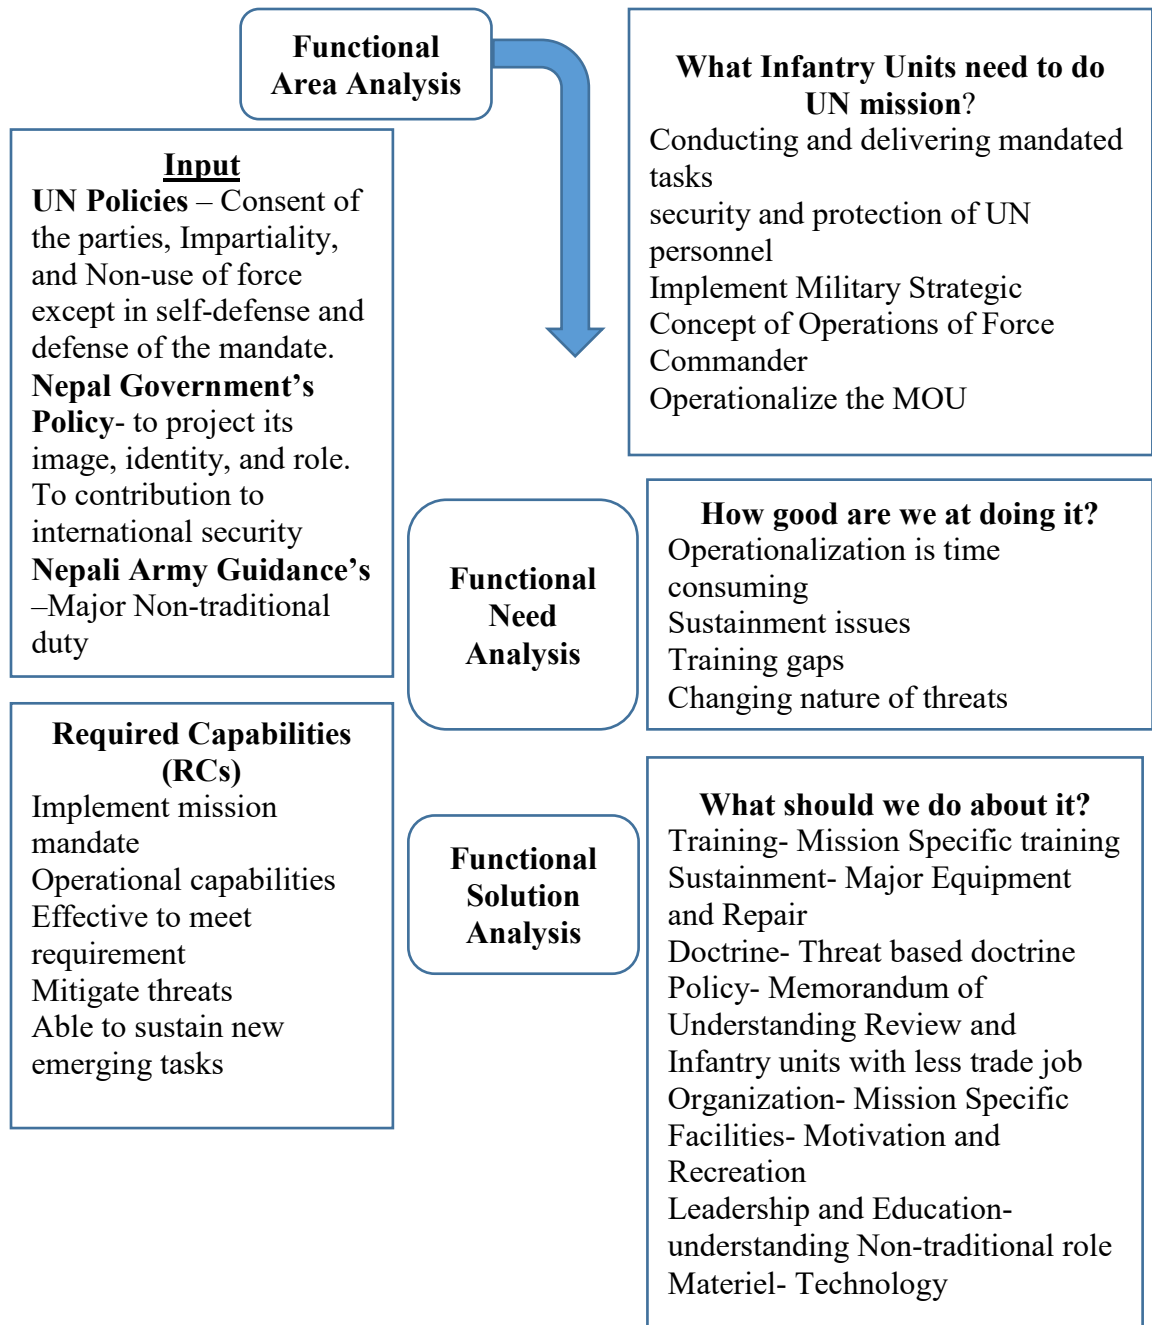 Functional
Area Analysis
What Infantry Units need to do
UN mission?
Conducting and delivering mandated
tasks
security and protection of UN
personnel
Implement Military Strategic
Concept of Operations of Force
Commander
Operationalize the MOU
Input
UN Policies – Consent of
the parties, Impartiality,
and Non-use of force
except in self-defense and
defense of the mandate.
Nepal Government’s
Policy- to project its
image, identity, and role.
To contribution to
international security
Nepali Army Guidance’s
–Major Non-traditional
duty
Functional
Need
Analysis
How good are we at doing it?
Operationalization is time
consuming
Sustainment issues
Training gaps
Changing nature of threats
Required Capabilities
(RCs)
Implement mission
mandate
Operational capabilities
Effective to meet
requirement
Mitigate threats
Able to sustain new
emerging tasks
Functional
Solution
Analysis
What should we do about it?
Training- Mission Specific training
Sustainment- Major Equipment
and Repair
Doctrine- Threat based doctrine
Policy- Memorandum of
Understanding Review and
Infantry units with less trade job
Organization- Mission Specific
Facilities- Motivation and
Recreation
Leadership and Education-
understanding Non-traditional role
Materiel- Technology